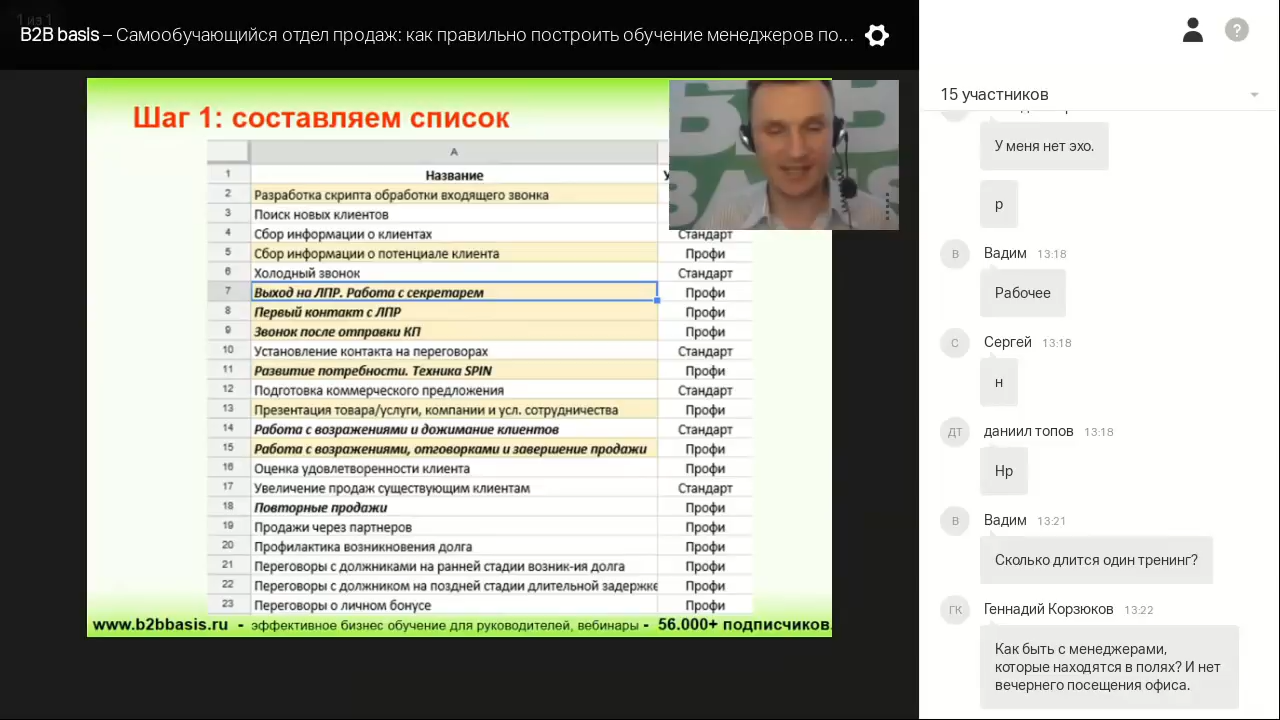 1 из 1
B2B basis – Самообучающийся отдел продаж: как правильно построить обучение менеджеров по...
Шаг 1: составляем список
A
1 Название
2 Разработка скрипта обработки входящего звонка
3 Поиск новых клиентов
4 Сбор информации о клиентах Стандарт
5 Сбор информации о потенциале клиента Профи
6 Холодный звонок Стандарт
7 Выход на ЛПР. Работа с секретарем Профи
8 Первый контакт с ЛПР Профи
9 Звонок после отправки КП Профи
10 Установление контакта на переговорах Стандарт
11 Развитие потребности. Техника SPIN Профи
12 Подготовка коммерческого предложения Стандарт
13 Презентация товара/услуги, компании и усл. сотрудничества Профи
14 Работа с возражениями и дожимание клиентов Стандарт
15 Работа с возражениями, отговорками и завершение продажи Профи
16 Оценка удовлетворенности клиента Профи
17 Увеличение продаж существующим клиентам Стандарт
18 Повторные продажи Профи
19 Продажи через партнеров Профи
20 Профилактика возникновения долга Профи
21 Переговоры с должниками на ранней стадии возник-ия долга Профи
22 Переговоры с должником на поздней стадии длительной задержке Профи
23 Переговоры о личном бонусе Профи
www.b2bbasis.ru - эффективное бизнес обучение для руководителей, вебинары - 56.000+ подписчиков
?
15 участников
У меня нет эхо.
р
В Вадим 13:18
Рабочее
С Сергей 13:18
н
ДТ даниил топов 13:18
Нр
В Вадим 13:21
Сколько длится один тренинг?
ГК Геннадий Корзюков 13:22
Как быть с менеджерами,
которые находятся в полях? И нет
вечернего посещения офиса.